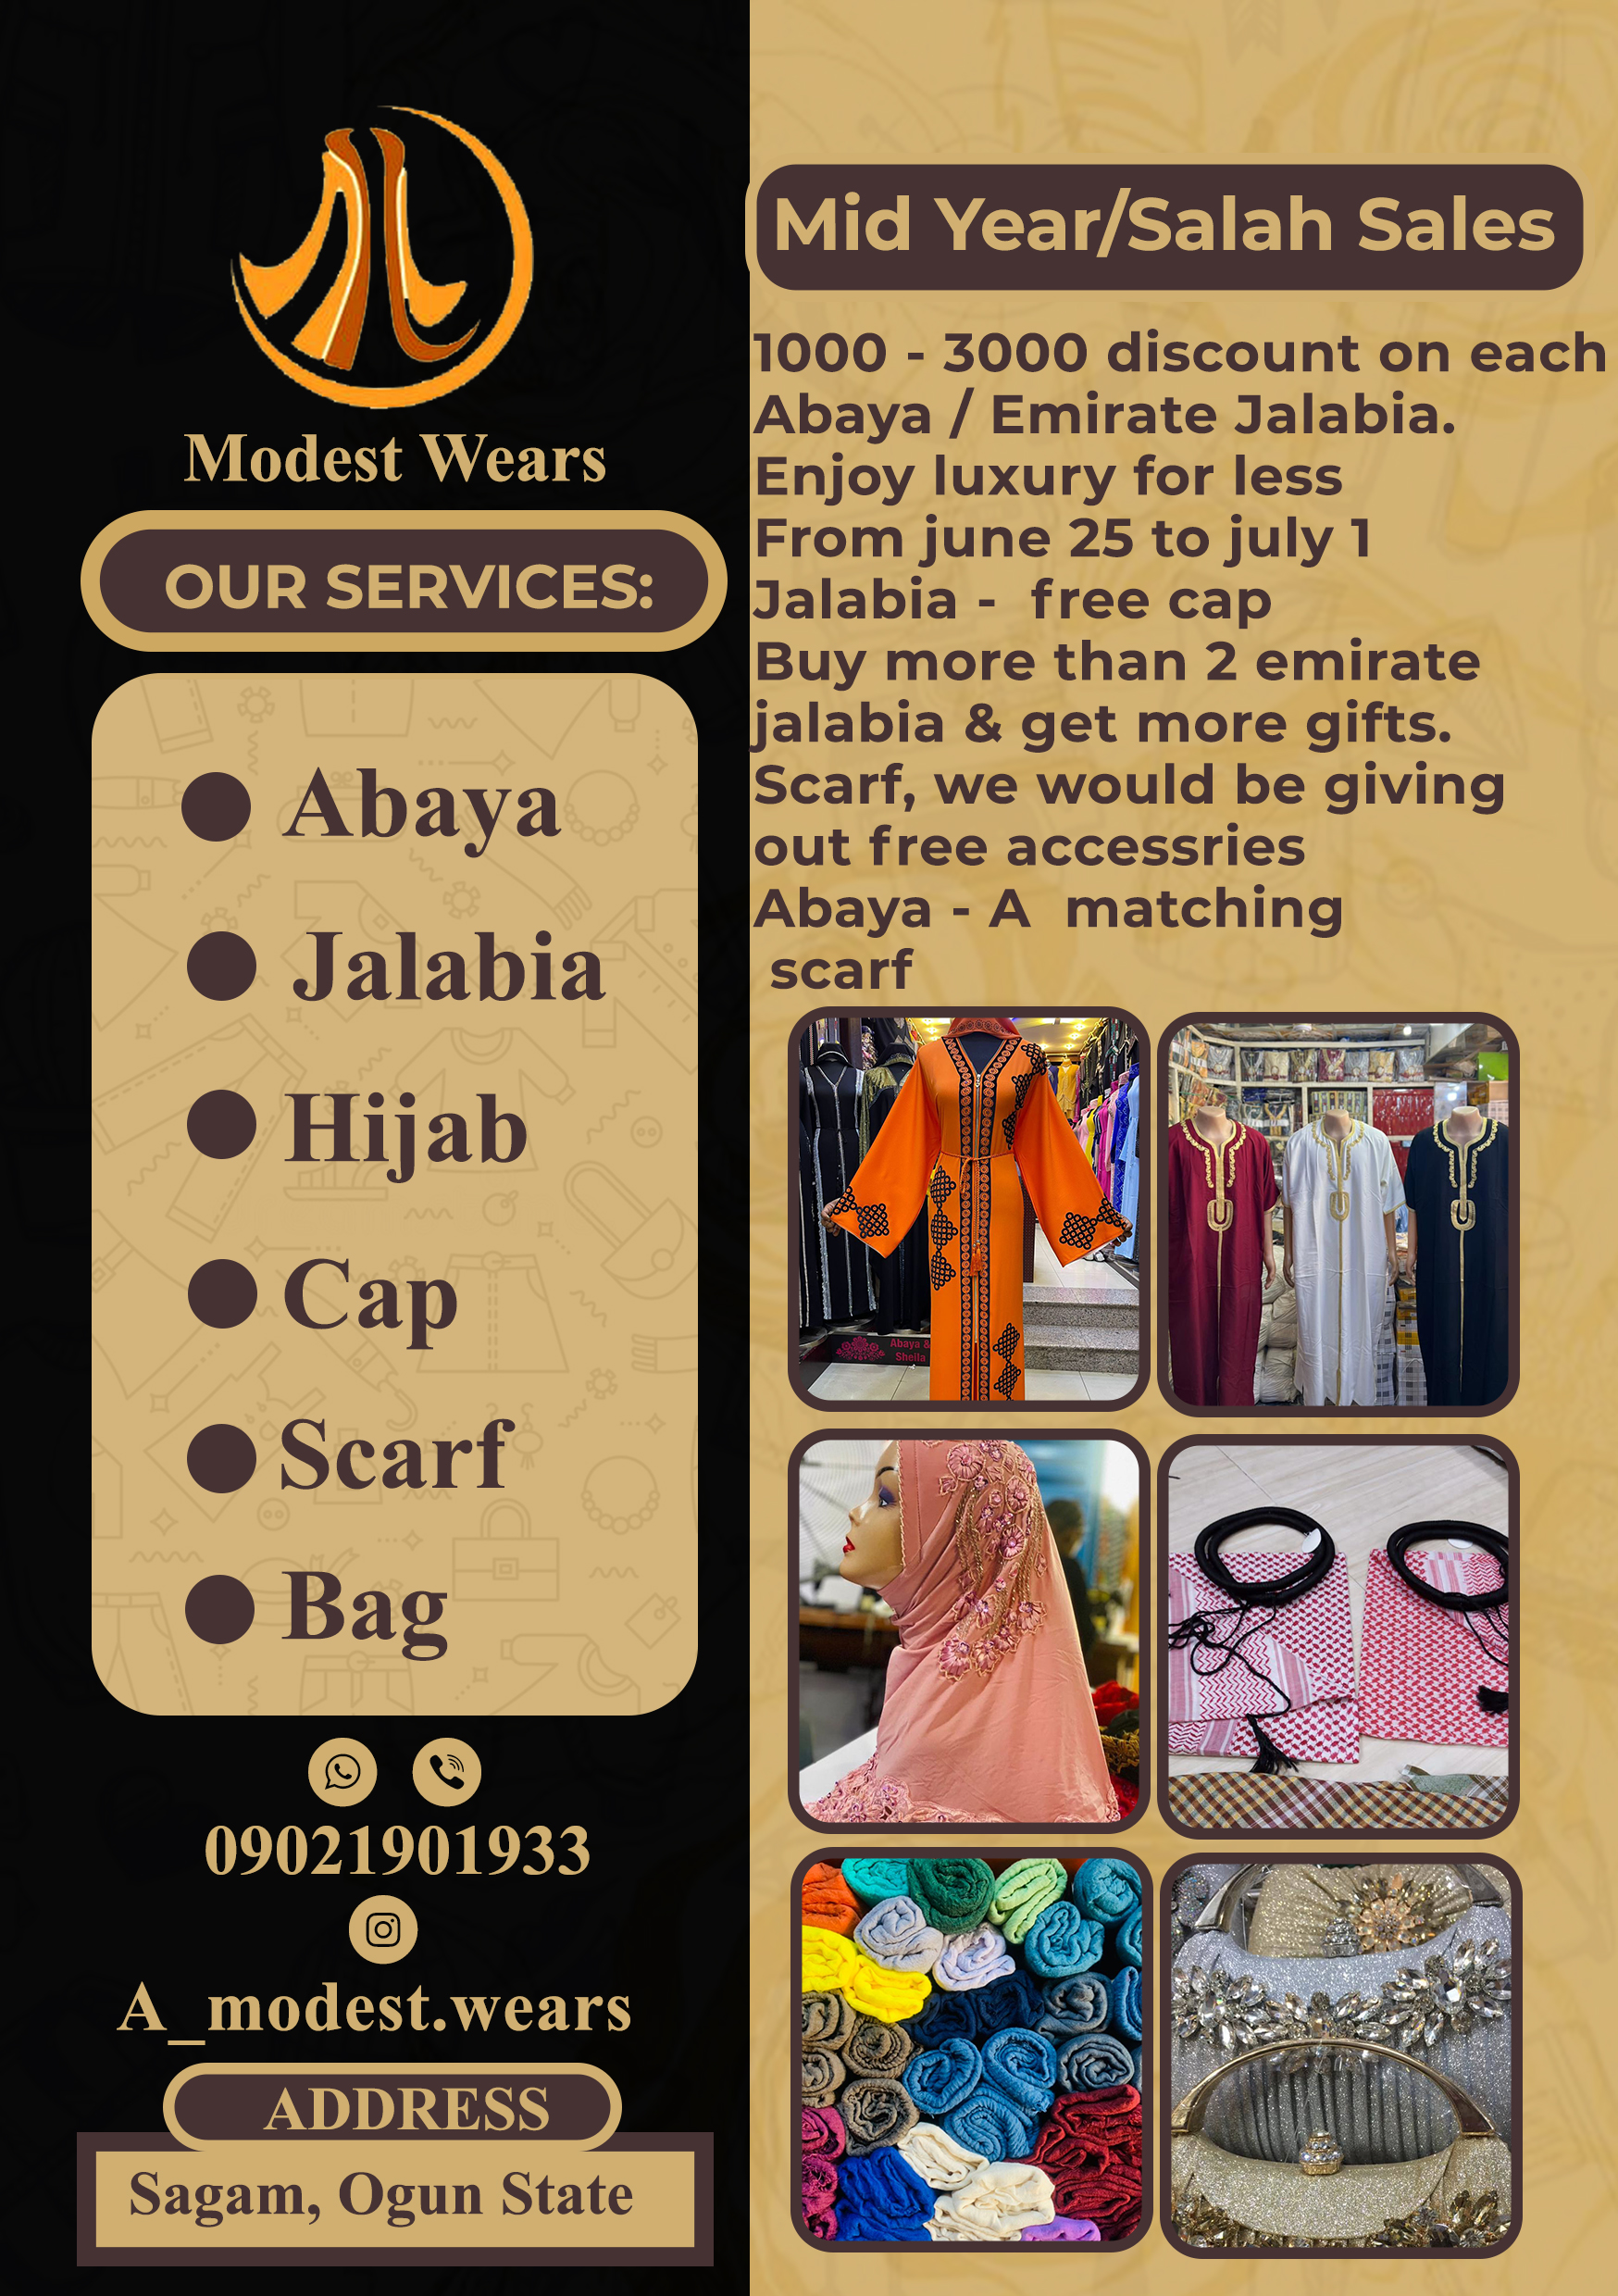 Modest Wears
OUR SERVICES:
Abaya
Jalabia
Hijab
Cap
Scarf
Bag
09021901933
A_modest.wears
ADDRESS
Sagam, Ogun State
Mid Year/Salah Sales
1000 - 3000 discount on each
Abaya / Emirate Jalabia.
Enjoy luxury for less
From june 25 to july 1
Jalabia - free cap
Buy more than 2 emirate
jalabia & get more gifts.
Scarf, we would be giving
out free accessries
Abaya - A matching
scarf
Abaya &
Sheila